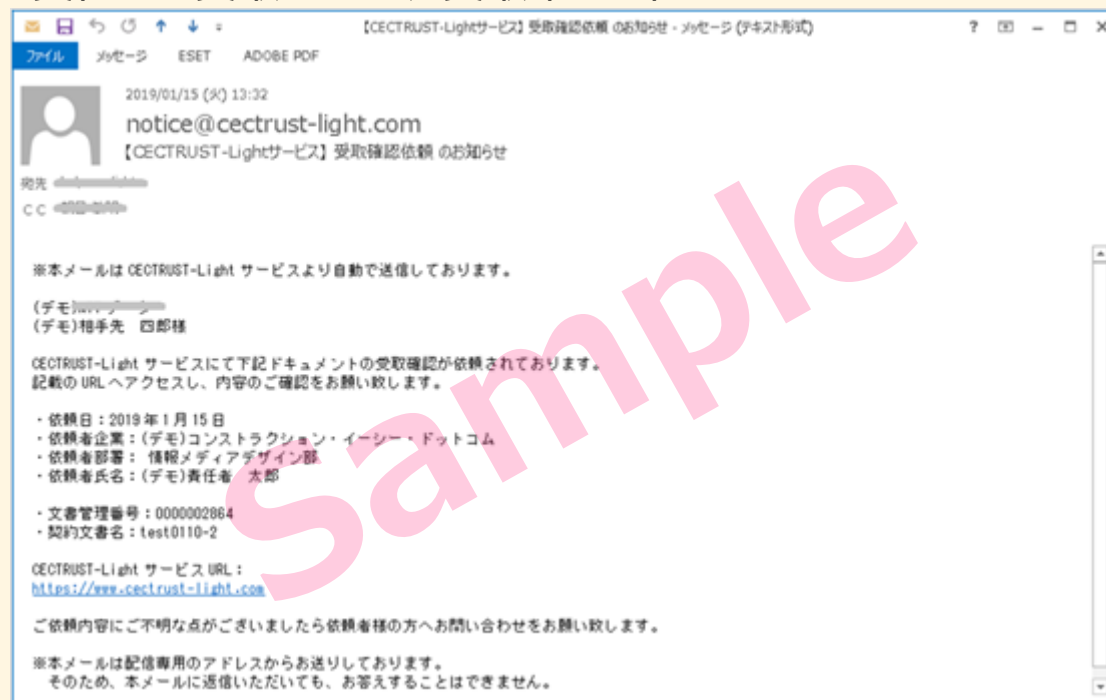 【CECTRUST-Lightサービス】 受取確認依頼 のお知らせ - メッセージ (テキスト形式)
ファイル メッセージ ESET ADOBE PDF
2019/01/15 (火) 13:32
notice@cectrust-light.com
【CECTRUST-Lightサービス】 受取確認依頼 のお知らせ
宛先
CC
※本メールは CECTRUST-Light サービスより自動で送信しております。
(デモ)
(デモ)相手先 四郎様
CECTRUST-Light サービスにて下記ドキュメントの受取確認が依頼されております。
記載の URL へアクセスし、内容のご確認をお願い致します。
・依頼日：2019 年 1 月 15 日
・依頼者企業：(デモ)コンストラクション・イーシー・ドットコム
・依頼者部署： 情報メディアデザイン部
・依頼者氏名：(デモ)責任者 太郎
・文書管理番号：0000002864
・契約文書名：test0110-2
CECTRUST-Light サービス URL：
https://www.cectrust-light.com
ご依頼内容にご不明な点がございましたら依頼者様の方へお問い合わせをお願い致します。
※本メールは配信専用のアドレスからお送りしております。
そのため、本メールに返信いただいても、お答えすることはできません。
Sample